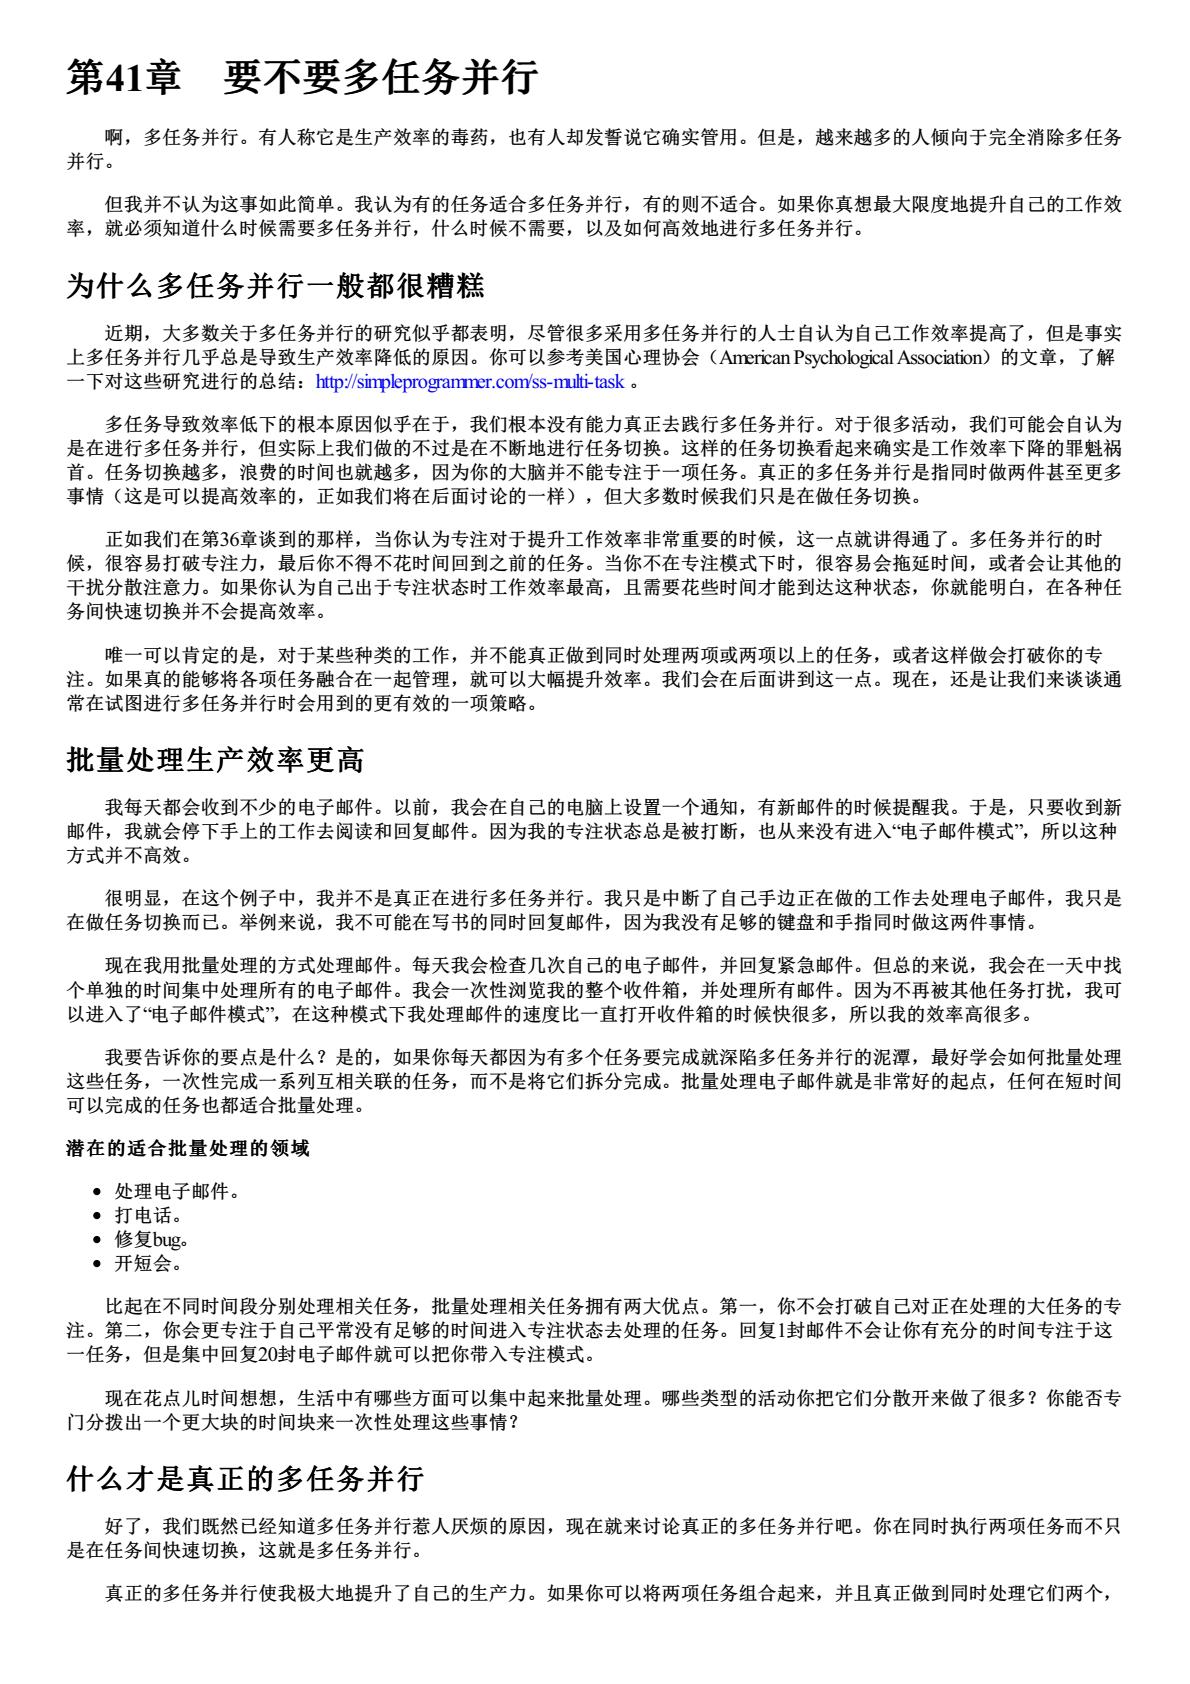 第41章　要不要多任务并行
啊，多任务并行。有人称它是生产效率的毒药，也有人却发誓说它确实管用。但是，越来越多的人倾向于完全消除多任务
并行。
但我并不认为这事如此简单。我认为有的任务适合多任务并行，有的则不适合。如果你真想最大限度地提升自己的工作效
率，就必须知道什么时候需要多任务并行，什么时候不需要，以及如何高效地进行多任务并行。
为什么多任务并行一般都很糟糕
近期，大多数关于多任务并行的研究似乎都表明，尽管很多采用多任务并行的人士自认为自己工作效率提高了，但是事实
上多任务并行几乎总是导致生产效率降低的原因。你可以参考美国心理协会（American Psychological Association）的文章，了解
一下对这些研究进行的总结：http://simpleprogrammer.com/ss-multi-task 。
多任务导致效率低下的根本原因似乎在于，我们根本没有能力真正去践行多任务并行。对于很多活动，我们可能会自认为
是在进行多任务并行，但实际上我们做的不过是在不断地进行任务切换。这样的任务切换看起来确实是工作效率下降的罪魁祸
首。任务切换越多，浪费的时间也就越多，因为你的大脑并不能专注于一项任务。真正的多任务并行是指同时做两件甚至更多
事情（这是可以提高效率的，正如我们将在后面讨论的一样），但大多数时候我们只是在做任务切换。
正如我们在第36章谈到的那样，当你认为专注对于提升工作效率非常重要的时候，这一点就讲得通了。多任务并行的时
候，很容易打破专注力，最后你不得不花时间回到之前的任务。当你不在专注模式下时，很容易会拖延时间，或者会让其他的
干扰分散注意力。如果你认为自己出于专注状态时工作效率最高，且需要花些时间才能到达这种状态，你就能明白，在各种任
务间快速切换并不会提高效率。
唯一可以肯定的是，对于某些种类的工作，并不能真正做到同时处理两项或两项以上的任务，或者这样做会打破你的专
注。如果真的能够将各项任务融合在一起管理，就可以大幅提升效率。我们会在后面讲到这一点。现在，还是让我们来谈谈通
常在试图进行多任务并行时会用到的更有效的一项策略。
批量处理生产效率更高
我每天都会收到不少的电子邮件。以前，我会在自己的电脑上设置一个通知，有新邮件的时候提醒我。于是，只要收到新
邮件，我就会停下手上的工作去阅读和回复邮件。因为我的专注状态总是被打断，也从来没有进入“电子邮件模式”，所以这种
方式并不高效。
很明显，在这个例子中，我并不是真正在进行多任务并行。我只是中断了自己手边正在做的工作去处理电子邮件，我只是
在做任务切换而已。举例来说，我不可能在写书的同时回复邮件，因为我没有足够的键盘和手指同时做这两件事情。
现在我用批量处理的方式处理邮件。每天我会检查几次自己的电子邮件，并回复紧急邮件。但总的来说，我会在一天中找
个单独的时间集中处理所有的电子邮件。我会一次性浏览我的整个收件箱，并处理所有邮件。因为不再被其他任务打扰，我可
以进入了“电子邮件模式”，在这种模式下我处理邮件的速度比一直打开收件箱的时候快很多，所以我的效率高很多。
我要告诉你的要点是什么？是的，如果你每天都因为有多个任务要完成就深陷多任务并行的泥潭，最好学会如何批量处理
这些任务，一次性完成一系列互相关联的任务，而不是将它们拆分完成。批量处理电子邮件就是非常好的起点，任何在短时间
可以完成的任务也都适合批量处理。
潜在的适合批量处理的领域
● 处理电子邮件。
● 打电话。
● 修复bug。
● 开短会。
比起在不同时间段分别处理相关任务，批量处理相关任务拥有两大优点。第一，你不会打破自己对正在处理的大任务的专
注。第二，你会更专注于自己平常没有足够的时间进入专注状态去处理的任务。回复1封邮件不会让你有充分的时间专注于这
一任务，但是集中回复20封电子邮件就可以把你带入专注模式。
现在花点儿时间想想，生活中有哪些方面可以集中起来批量处理。哪些类型的活动你把它们分散开来做了很多？你能否专
门分拨出一个更大块的时间块来一次性处理这些事情？
什么才是真正的多任务并行
好了，我们既然已经知道多任务并行惹人厌烦的原因，现在就来讨论真正的多任务并行吧。你在同时执行两项任务而不只
是在任务间快速切换，这就是多任务并行。
真正的多任务并行使我极大地提升了自己的生产力。如果你可以将两项任务组合起来，并且真正做到同时处理它们两个，